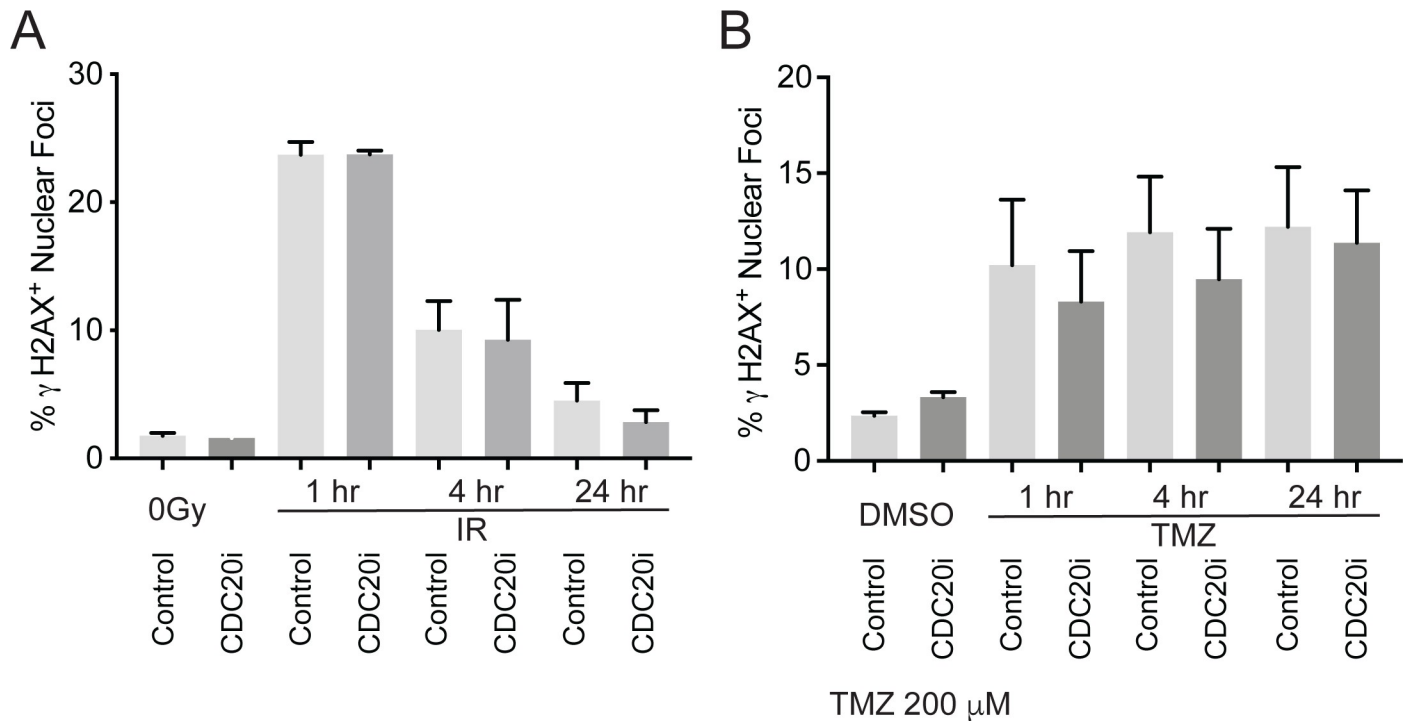 A
% γ H2AX+ Nuclear Foci
30
20
10
0
0Gy
1 hr
4 hr
24 hr
IR
Control
CDC20i
Control
CDC20i
Control
CDC20i
Control
CDC20i
B
% γ H2AX+ Nuclear Foci
20
15
10
5
0
DMSO
1 hr
4 hr
24 hr
TMZ
Control
CDC20i
Control
CDC20i
Control
CDC20i
Control
CDC20i
TMZ 200 μM